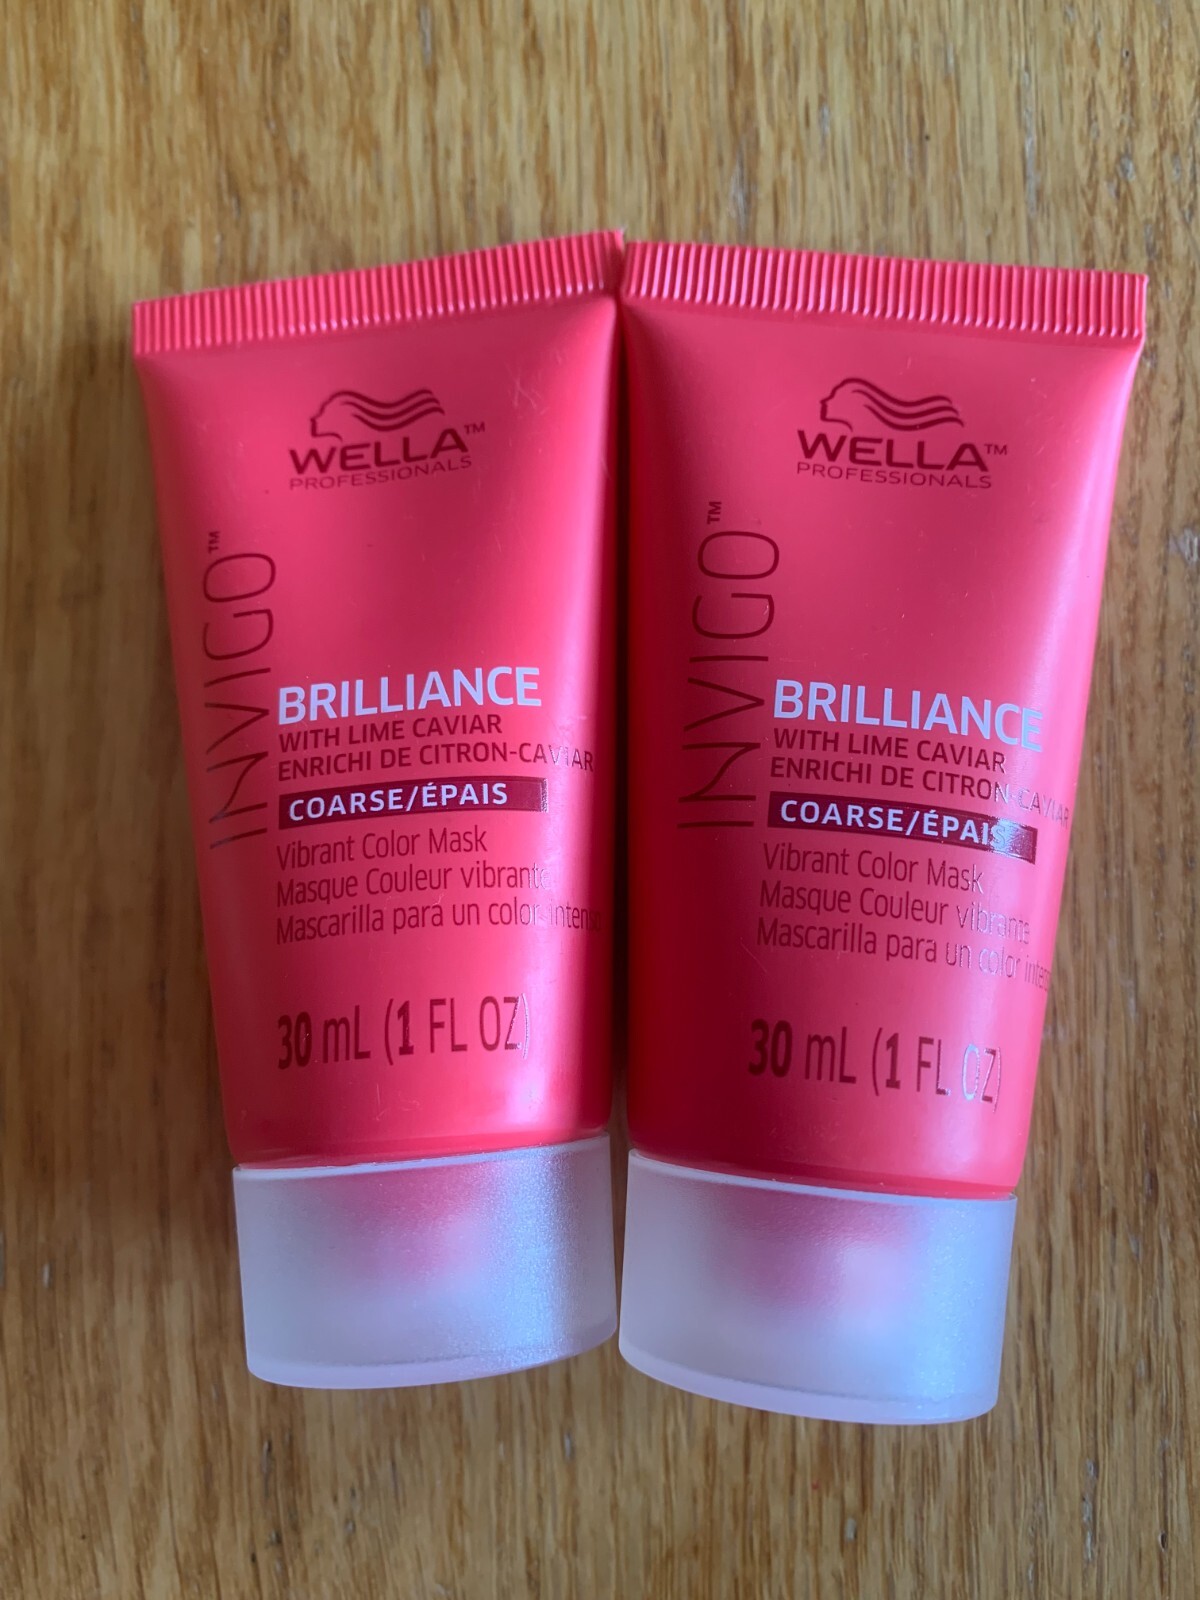 WELLA™
PROFESSIONALS
INVIGO™
BRILLIANCE
WITH LIME CAVIAR
ENRICHI DE CITRON-CAVIAR
COARSE/ÉPAIS
Vibrant Color Mask
Masque Couleur vibrante
Mascarilla para un color intenso
30 mL (1 FL OZ)
WELLA™
PROFESSIONALS
INVIGO™
BRILLIANCE
WITH LIME CAVIAR
ENRICHI DE CITRON-CAVIAR
COARSE/ÉPAIS
Vibrant Color Mask
Masque Couleur vibrante
Mascarilla para un color intenso
30 mL (1 FL OZ)